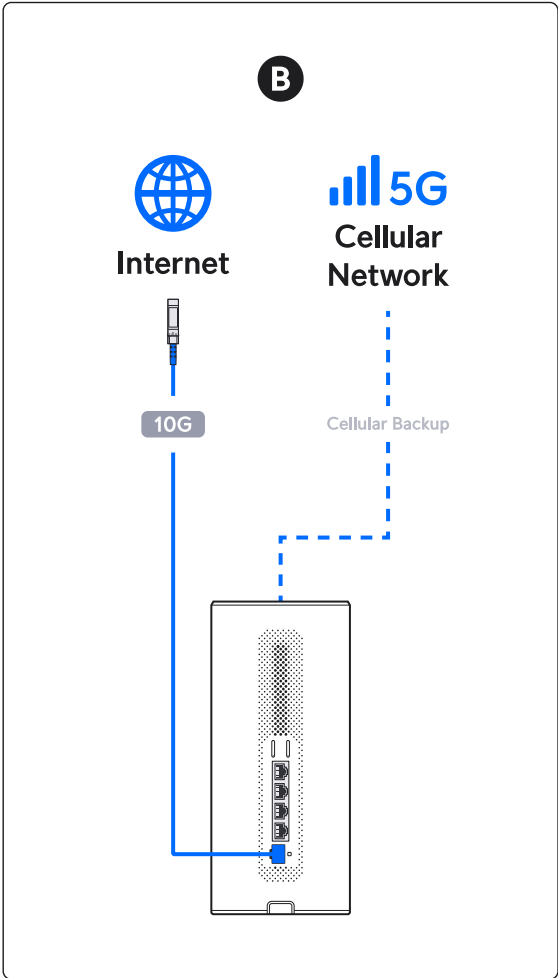 B
5G
Internet
Cellular
Network
10G
Cellular Backup